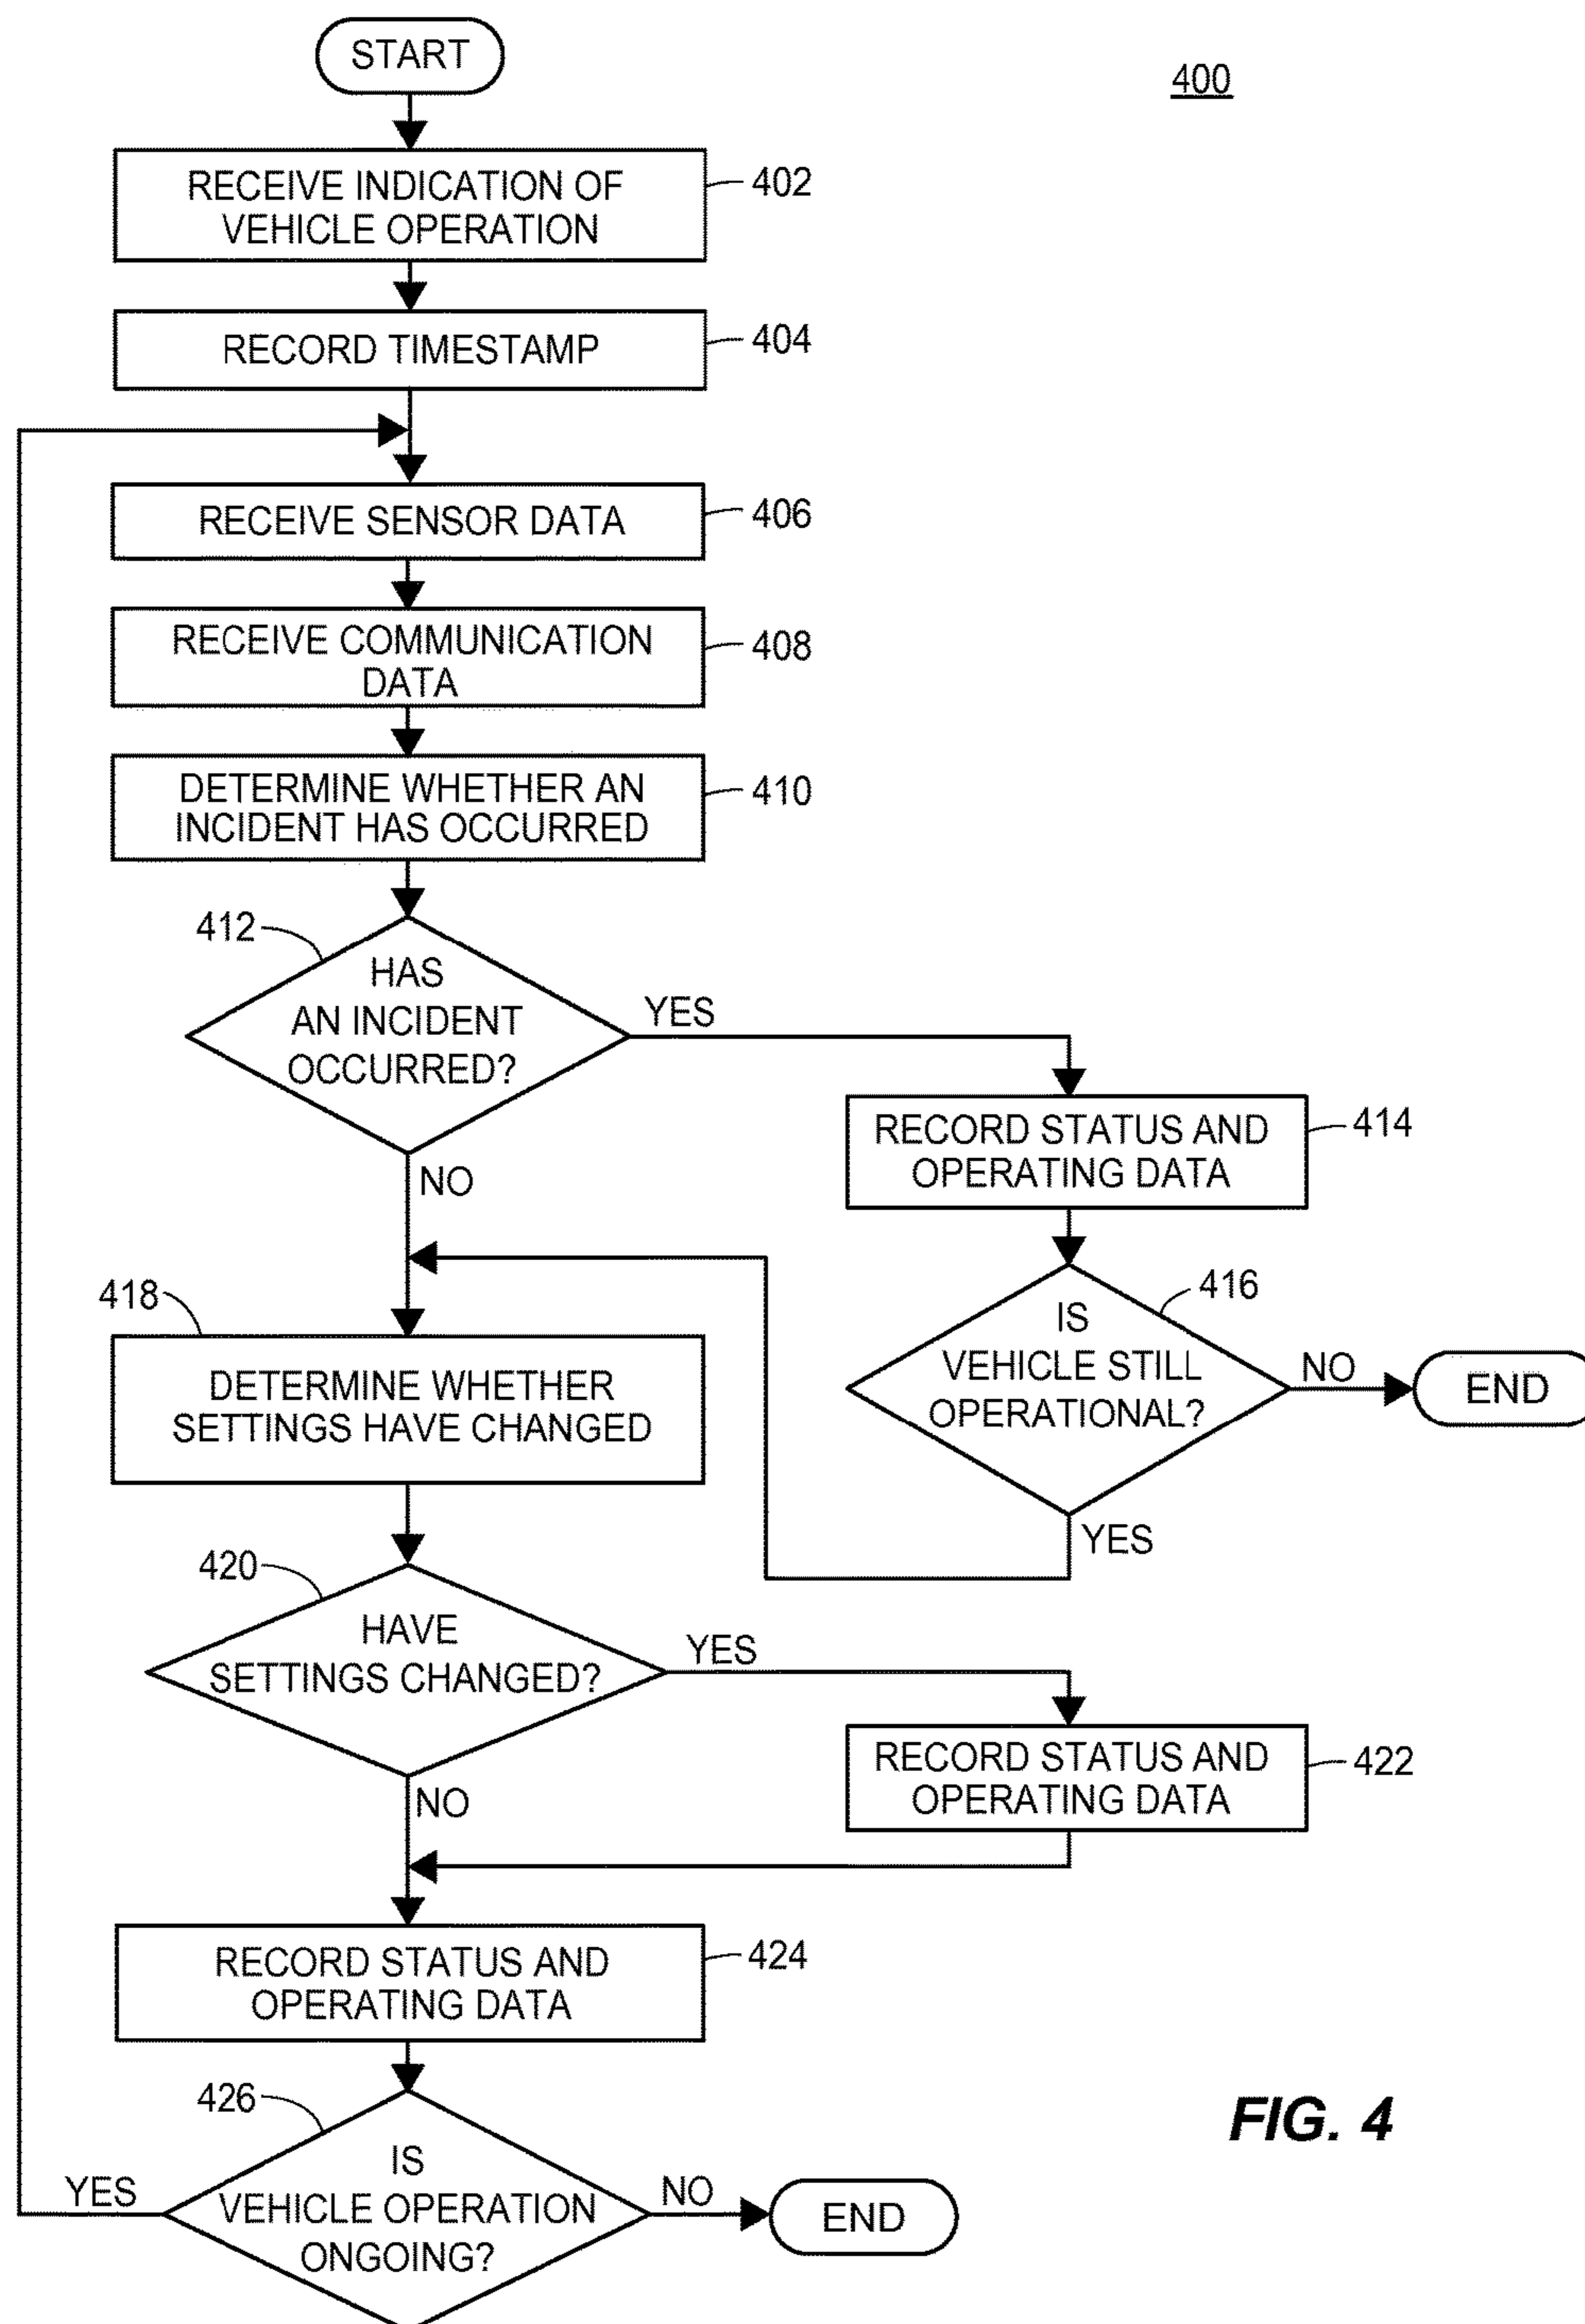 START
400
RECEIVE INDICATION OF
VEHICLE OPERATION
402
RECORD TIMESTAMP
404
RECEIVE SENSOR DATA
406
RECEIVE COMMUNICATION
DATA
408
DETERMINE WHETHER AN
INCIDENT HAS OCCURRED
410
412
HAS
AN INCIDENT
OCCURRED?
YES
NO
RECORD STATUS AND
OPERATING DATA
414
416
IS
VEHICLE STILL
OPERATIONAL?
NO
END
YES
418
DETERMINE WHETHER
SETTINGS HAVE CHANGED
420
HAVE
SETTINGS CHANGED?
YES
NO
RECORD STATUS AND
OPERATING DATA
422
RECORD STATUS AND
OPERATING DATA
424
426
IS
VEHICLE OPERATION
ONGOING?
YES
NO
END
FIG. 4